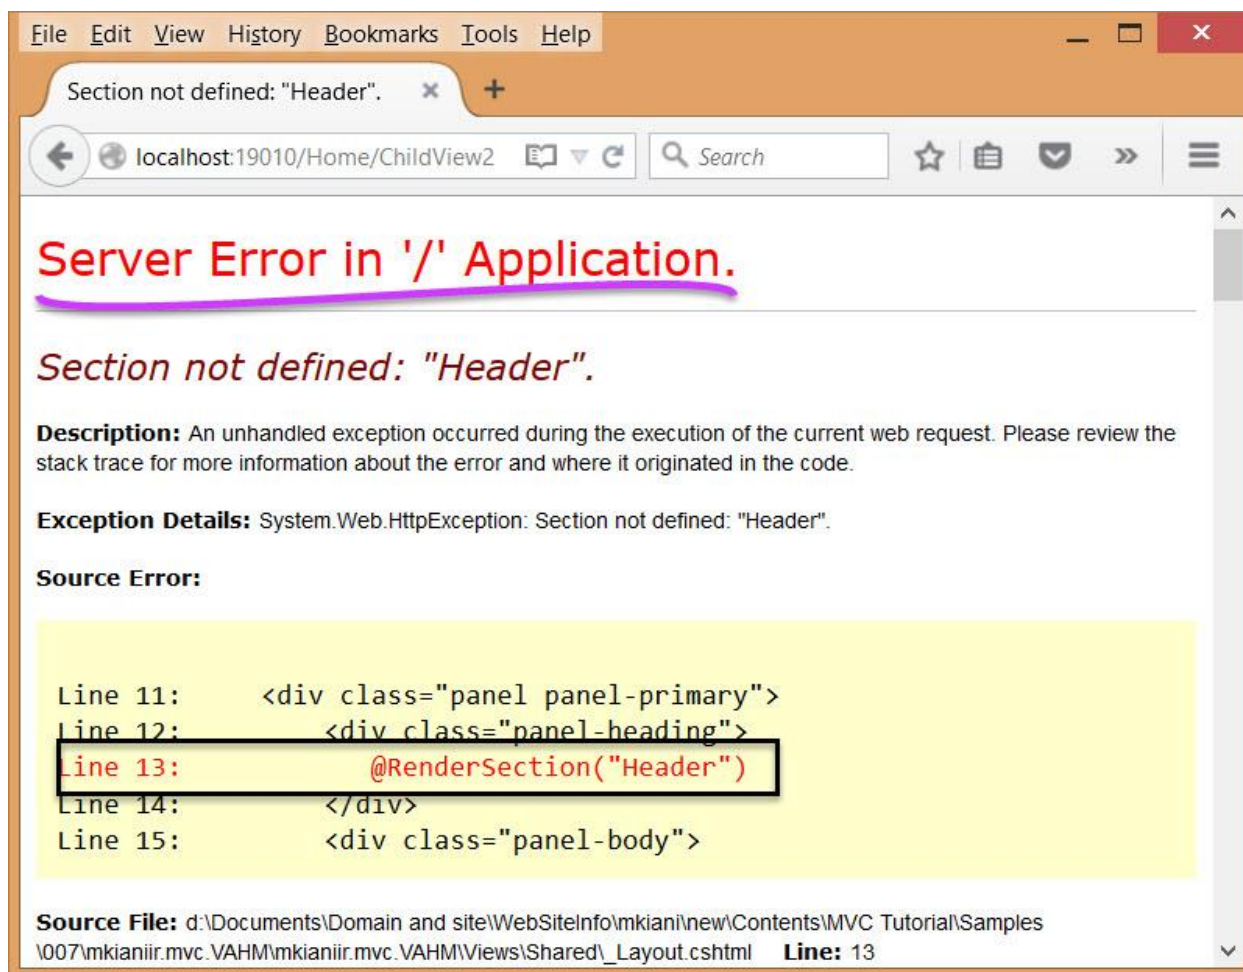 File Edit View History Bookmarks Tools Help
Section not defined: "Header".
localhost:19010/Home/ChildView2 Search
Server Error in '/' Application.
Section not defined: "Header".
Description: An unhandled exception occurred during the execution of the current web request. Please review the
stack trace for more information about the error and where it originated in the code.
Exception Details: System.Web.HttpException: Section not defined: "Header".
Source Error:
Line 11: <div class="panel panel-primary">
Line 12: <div class="panel-heading">
Line 13: @RenderSection("Header")
Line 14: </div>
Line 15: <div class="panel-body">
Source File: d:\Documents\Domain and site\WebSiteInfo\mkiani\new\Contents\MVC Tutorial\Samples
\007\mkianiir.mvc.VAHM\mkianiir.mvc.VAHM\Views\Shared\_Layout.cshtml Line: 13